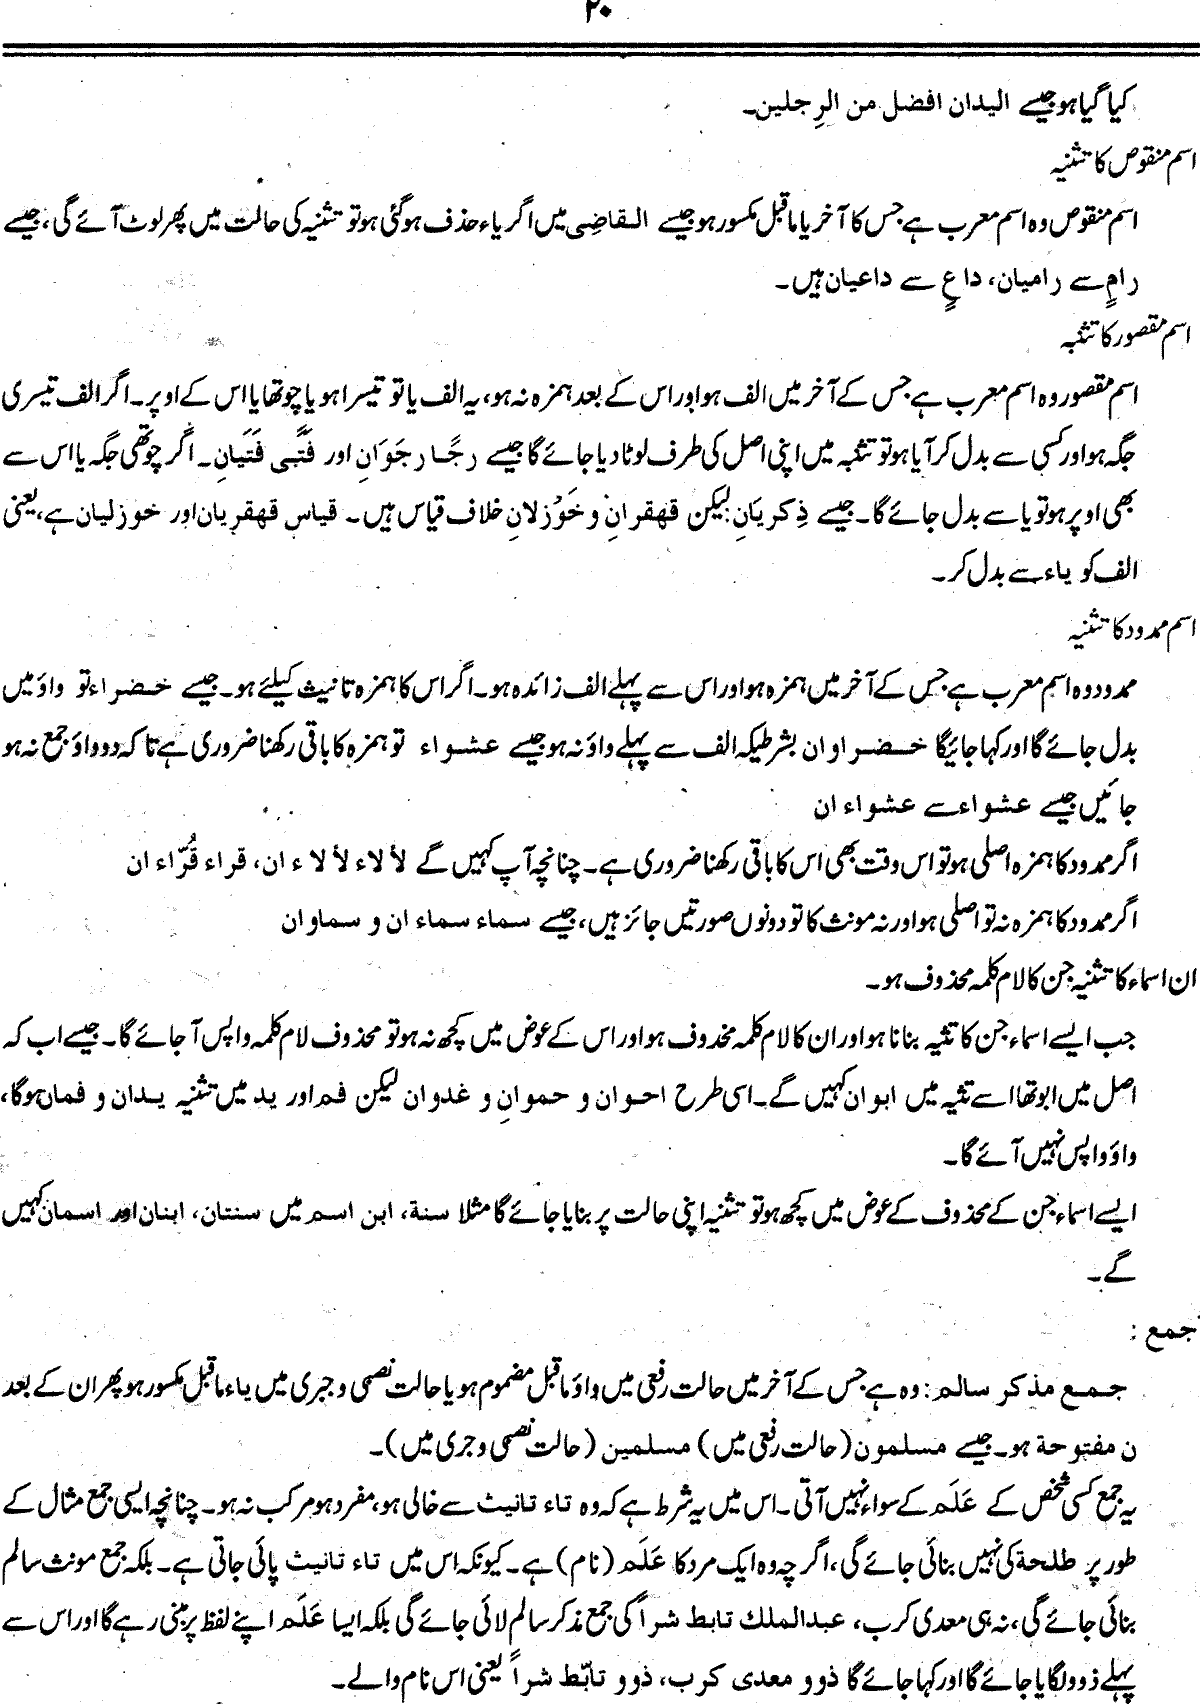 ۲۰
کیا گیا ہو جیسے الیدان افضل من الرِجلین۔
اسم منقوص کا تثنیہ
اسم منقوص وہ اسم معرب ہے جس کا آخر یا ماقبل مکسور ہو جیسے القاضِی میں اگر یاء حذف ہو گئی ہو تو تثنیہ کی حالت میں پھر لوٹ آئے گی، جیسے
رامٍ سے رامیان، داعٍ سے داعیان ہیں۔
اسم مقصور کا تثنیہ
اسم مقصور وہ اسم معرب ہے جس کے آخر میں الف ہو اور اس کے بعد ہمزہ نہ ہو، یہ الف یا تو تیسرا ہو یا چوتھا یا اس کے اوپر۔ اگر الف تیسری
جگہ ہو اور کسی سے بدل کر آیا ہو تو تثنیہ میں اپنی اصل کی طرف لوٹا دیا جائے گا جیسے رجًا رجَوَانِ اور فَتًی فَتَیانِ۔ اگر چوتھی جگہ یا اس سے
بھی اوپر ہو تو یا سے بدل جائے گا۔ جیسے ذِکریَانِ: لیکن قهقرانِ و خَوْزلانِ خلاف قیاس ہیں۔ قیاس قهقریان اور خوزلیان ہے، یعنی
الف کو یاء سے بدل کر۔
اسم ممدود کا تثنیہ
ممدود وہ اسم معرب ہے جس کے آخر میں ہمزہ ہو اور اس سے پہلے الف زائدہ ہو۔ اگر اس کا ہمزہ تانیث کیلئے ہو۔ جیسے خضراء تو واؤ میں
بدل جائے گا اور کہا جائیگا خضراوان بشرطیکہ الف سے پہلے واؤ نہ ہو جیسے عشواء تو ہمزہ کا باقی رکھنا ضروری ہے تاکہ دو واؤ جمع نہ ہو
جائیں جیسے عشواء سے عشواء ان
اگر ممدود کا ہمزہ اصلی ہو تو اس وقت بھی اس کا باقی رکھنا ضروری ہے۔ چنانچہ آپ کہیں گے لألاء لألاء ان، قراء قُرّاء ان
اگر ممدود کا ہمزہ نہ تو اصلی ہو اور نہ مونث کا تو دونوں صورتیں جائز ہیں، جیسے سماء سماء ان و سماوان
ان اسماء کا تثنیہ جن کا لام کلمہ محذوف ہو۔
جب ایسے اسماء جن کا تثنیہ بنانا ہو اور ان کا لام کلمہ محذوف ہو اور اس کے عوض میں کچھ نہ ہو تو محذوف لام کلمہ واپس آجائے گا۔ جیسے اب کہ
اصل میں ابو تھا اسے تثنیہ میں ابوان کہیں گے۔ اسی طرح اخوان و حموانِ و غدوان لیکن فم اور ید میں تثنیہ یدان و فمان ہوگا،
واؤ واپس نہیں آئے گا۔
ایسے اسماء جن کے محذوف کے عوض میں کچھ ہو تو تثنیہ اپنی حالت پر بنایا جائے گا مثلا سنة، ابن اسم میں سنتان، ابنان اور اسمان کہیں
گے۔
جمع :
جمع مذکر سالم: وہ ہے جس کے آخر میں حالت رفعی میں واؤ ماقبل مضموم ہو یا حالت نصبی و جبری میں یاء ماقبل مکسور ہو پھر ان کے بعد
ن مفتوحة ہو۔ جیسے مسلمون (حالت رفعی میں) مسلمین (حالت نصبی و جری میں)۔
یہ جمع کسی شخص کے عَلَم کے سواء نہیں آتی۔ اس میں یہ شرط ہے کہ وہ تاء تانیث سے خالی ہو، مفرد ہو مرکب نہ ہو۔ چنانچہ ایسی جمع مثال کے
طور پر طلحة کی نہیں بنائی جائے گی، اگر چہ وہ ایک مرد کا عَلَم (نام) ہے۔ کیونکہ اس میں تاء تانیث پائی جاتی ہے۔ بلکہ جمع مونث سالم
بنائی جائے گی، نہ ہی معدی کرب، عبدالملك تابط شراً کی جمع مذکر سالم لائی جائے گی بلکہ ایسا عَلَم اپنے لفظ پر مبنی رہے گا اور اس سے
پہلے ذوو لگایا جائے گا اور کہا جائے گا ذوو معدی کرب، ذوو تابّط شراً یعنی اس نام والے۔